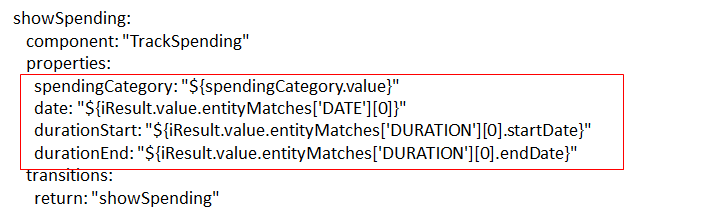 showSpending:
component: "TrackSpending"
properties:
spendingCategory: "${spendingCategory.value}"
date: "${iResult.value.entityMatches['DATE'][0]}"
durationStart: "${iResult.value.entityMatches['DURATION'][0].startDate}"
durationEnd: "${iResult.value.entityMatches['DURATION'][0].endDate}"
transitions:
return: "showSpending"